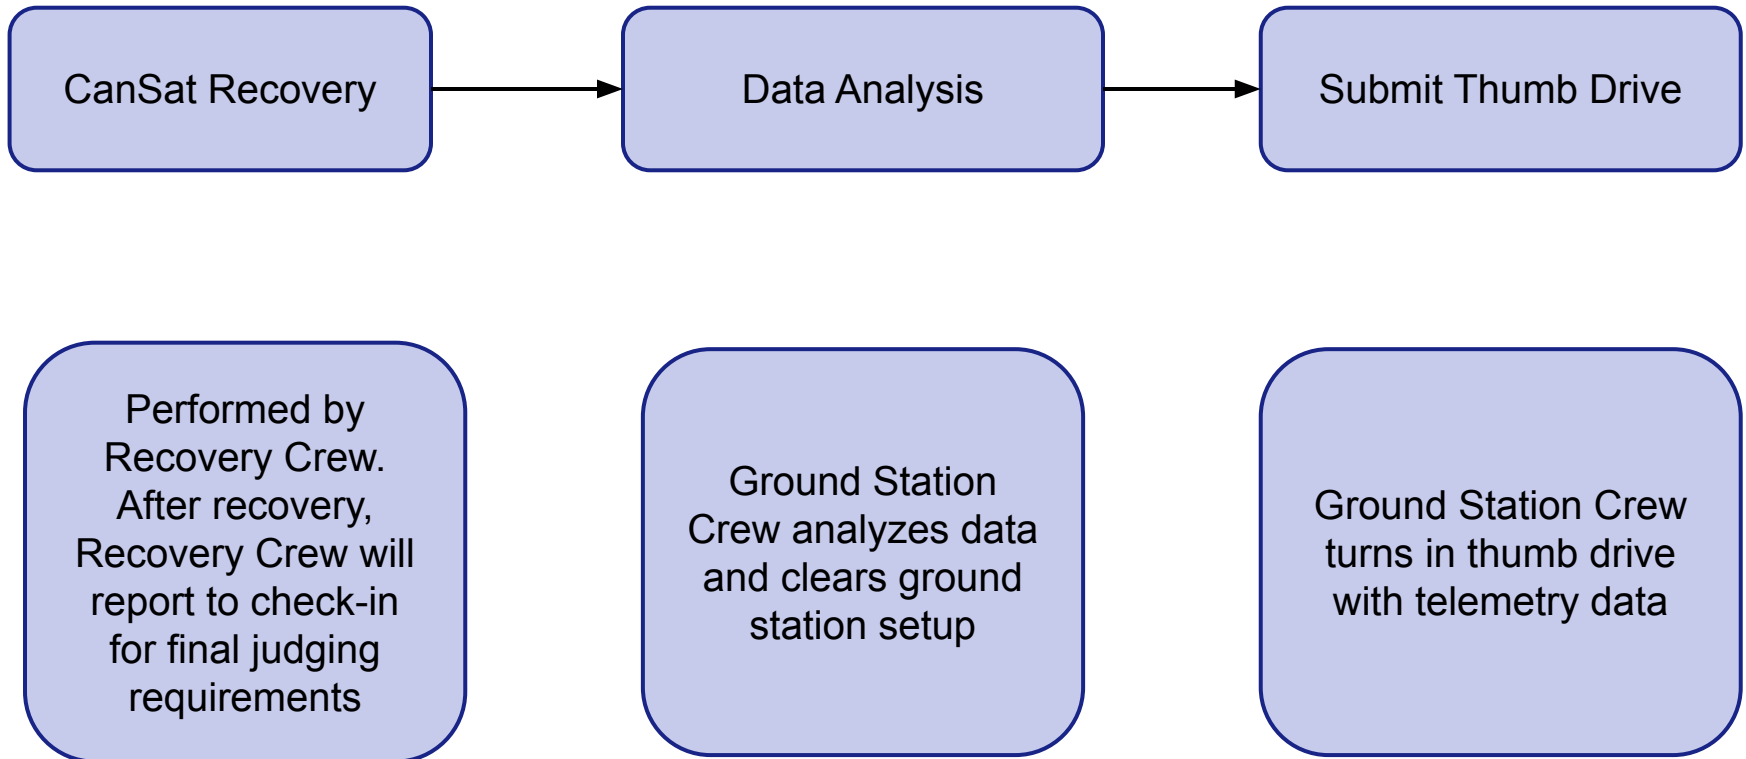 CanSat Recovery
Data Analysis
Submit Thumb Drive
Performed by
Recovery Crew.
After recovery,
Recovery Crew will
report to check-in
for final judging
requirements
Ground Station
Crew analyzes data
and clears ground
station setup
Ground Station Crew
turns in thumb drive
with telemetry data